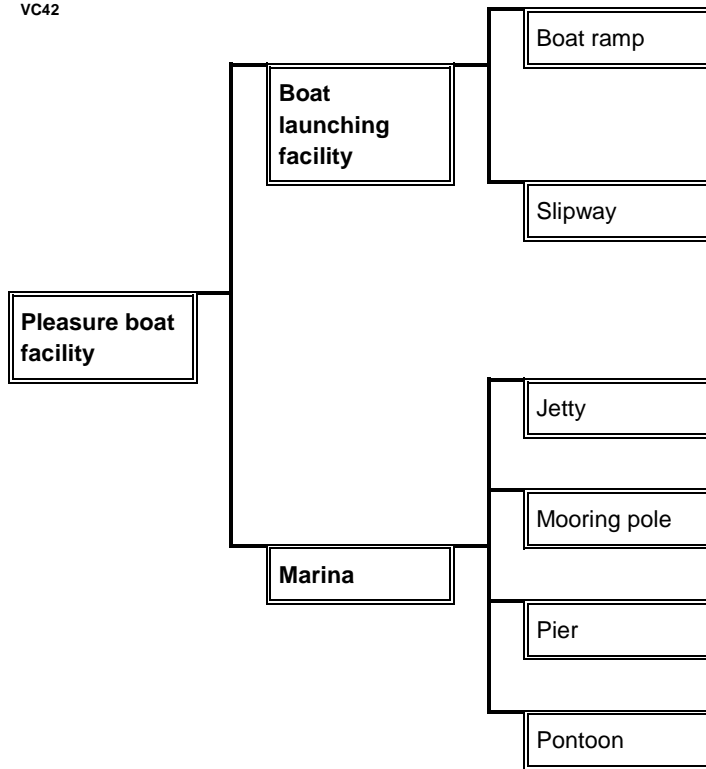 VC42
Boat ramp
Boat
launching
facility
Slipway
Pleasure boat
facility
Jetty
Mooring pole
Marina
Pier
Pontoon